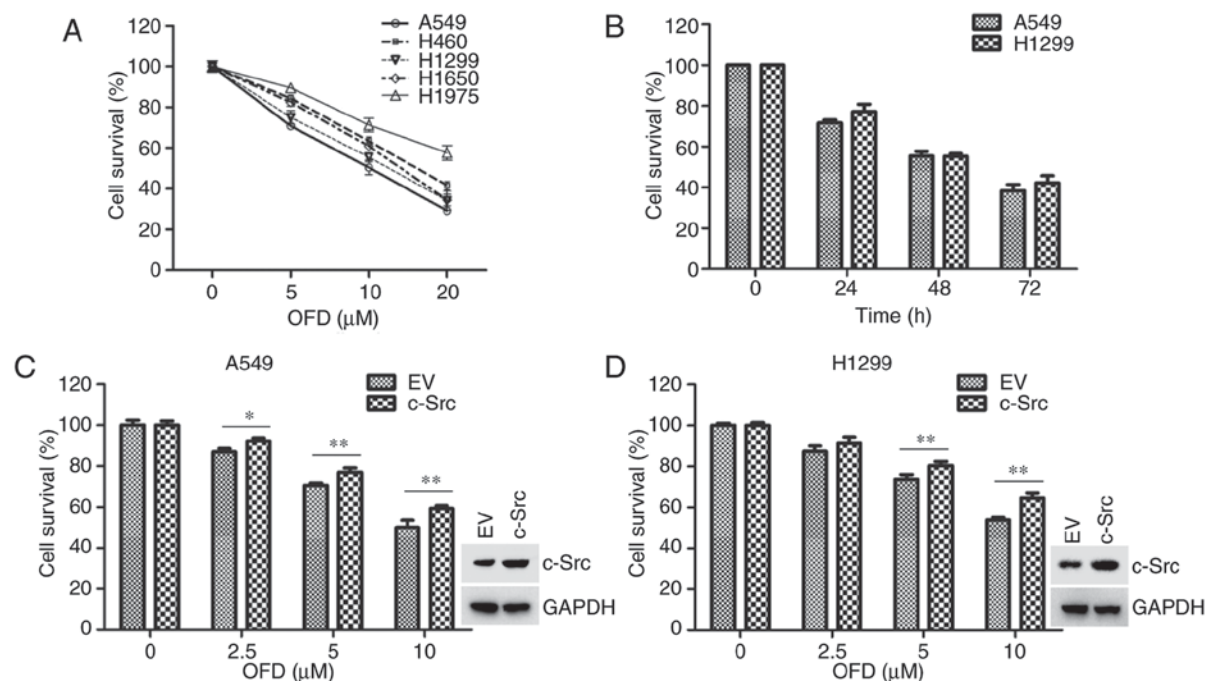 A
120
100
80
60
40
20
0
Cell survival (%)
0 5 10 20
OFD (μM)
A549
H460
H1299
H1650
H1975
B
120
100
80
60
40
20
0
Cell survival (%)
0 24 48 72
Time (h)
A549
H1299
C
A549
120
100
80
60
40
20
0
Cell survival (%)
EV
c-Src
*
**
**
0 2.5 5 10
OFD (μM)
EV c-Src
c-Src
GAPDH
D
H1299
120
100
80
60
40
20
0
Cell survival (%)
EV
c-Src
**
**
0 2.5 5 10
OFD (μM)
EV c-Src
c-Src
GAPDH